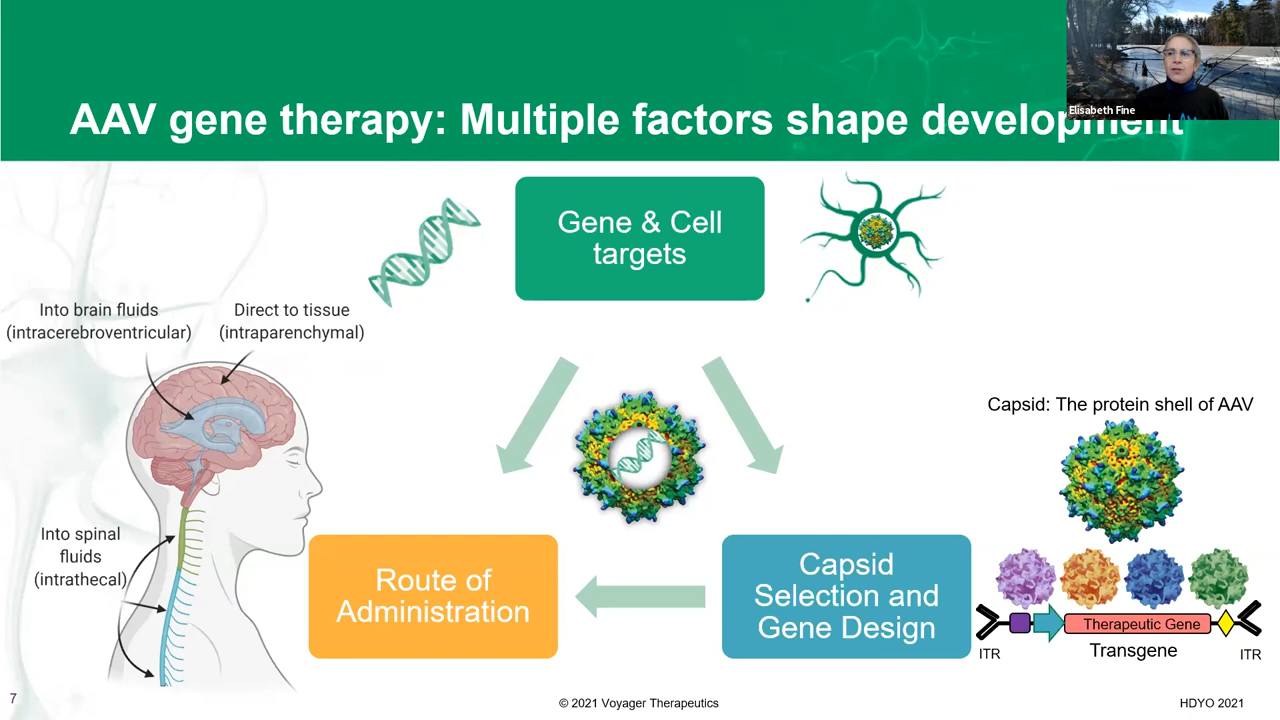 Elisabeth Fine
AAV gene therapy: Multiple factors shape development
Gene & Cell
targets
Into brain fluids
(intracerebroventricular)
Direct to tissue
(intraparenchymal)
Capsid: The protein shell of AAV
Into spinal
fluids
(intrathecal)
Route of
Administration
Capsid
Selection and
Gene Design
Therapeutic Gene
ITR
Transgene
ITR
7
© 2021 Voyager Therapeutics
HDYO 2021